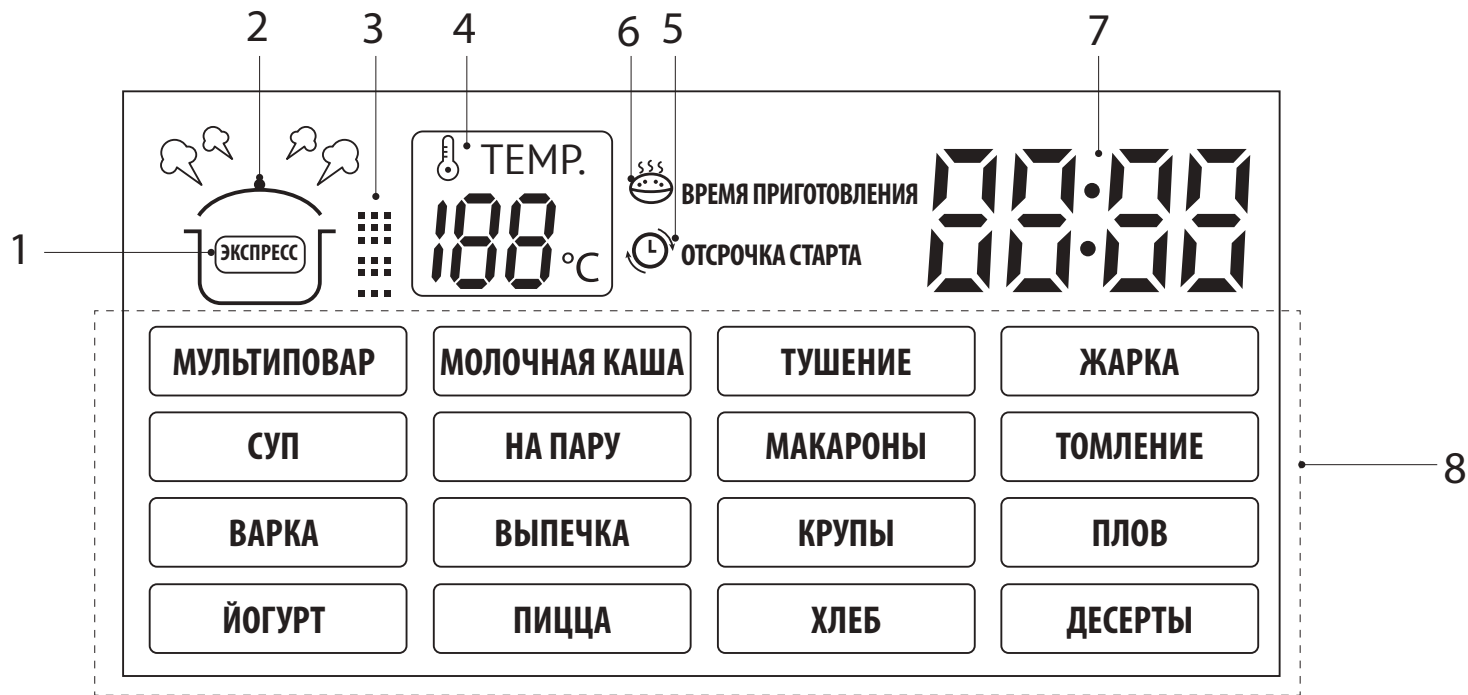 2 3 4 6 5 7
TEMP.
188 °C
ВРЕМЯ ПРИГОТОВЛЕНИЯ
88:88
1
ЭКСПРЕСС
ОТСРОЧКА СТАРТА
МУЛЬТИПОВАР МОЛОЧНАЯ КАША ТУШЕНИЕ ЖАРКА
СУП НА ПАРУ МАКАРОНЫ ТОМЛЕНИЕ
8
ВАРКА ВЫПЕЧКА КРУПЫ ПЛОВ
ЙОГУРТ ПИЦЦА ХЛЕБ ДЕСЕРТЫ